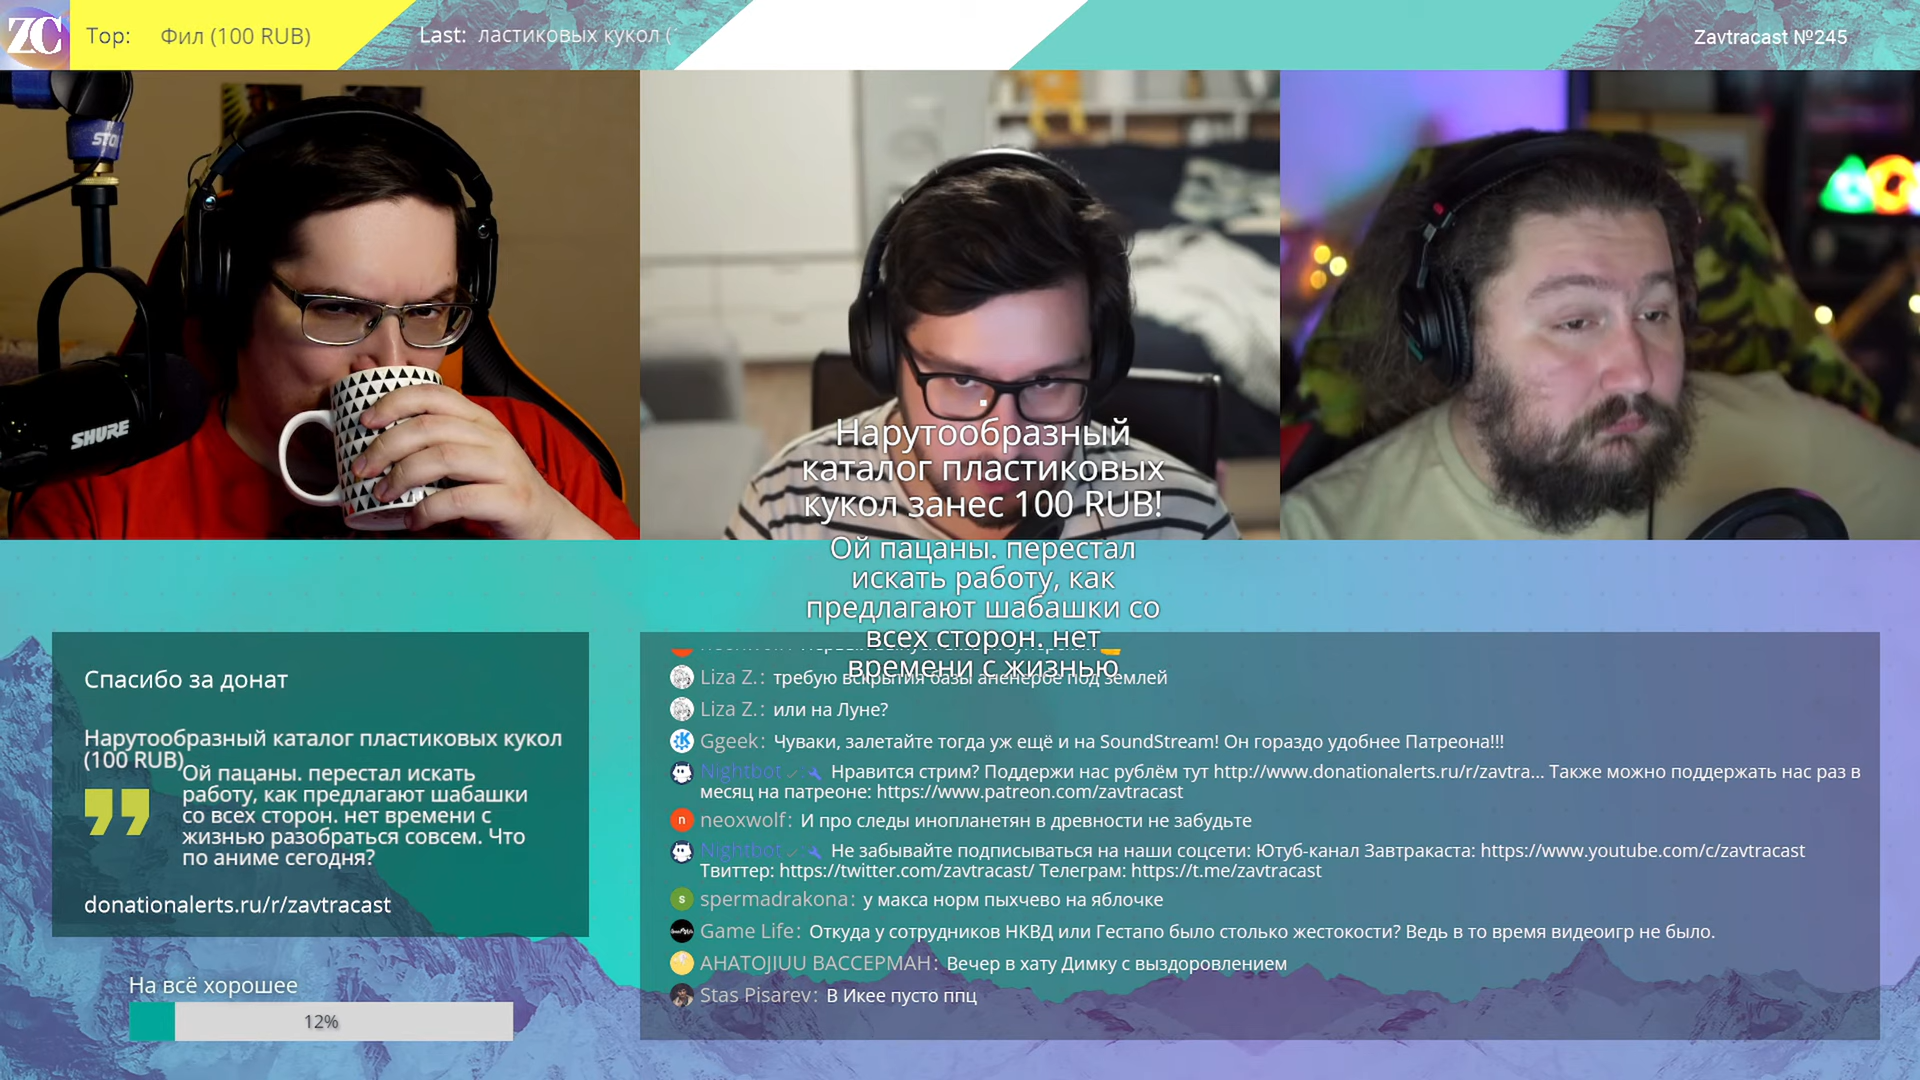 ZC
Top: Фил (100 RUB)
Last: ластиковых кукол (
Zavtracast №245
STO
SHURE
Нарутообразный
каталог пластиковых
кукол занес 100 RUB!
Ой пацаны. перестал
искать работу, как
предлагают шабашки со
всех сторон. нет
времени с жизнью
Спасибо за донат
Нарутообразный каталог пластиковых кукол
(100 RUB)
Ой пацаны. перестал искать
работу, как предлагают шабашки
со всех сторон. нет времени с
жизнью разобраться совсем. Что
по аниме сегодня?
donationalerts.ru/r/zavtracast
На всё хорошее
12%
Liza Z.: требую вскрытия базы аненербе под землей
Liza Z.: или на Луне?
Ggeek: Чуваки, залетайте тогда уж ещё и на SoundStream! Он гораздо удобнее Патреона!!!
Nightbot Нравится стрим? Поддержи нас рублём тут http://www.donationalerts.ru/r/zavtra... Также можно поддержать нас раз в
месяц на патреоне: https://www.patreon.com/zavtracast
neoxwolf: И про следы инопланетян в древности не забудьте
Nightbot Не забывайте подписываться на наши соцсети: Ютуб-канал Завтракаста: https://www.youtube.com/c/zavtracast
Твиттер: https://twitter.com/zavtracast/ Телеграм: https://t.me/zavtracast
spermadrakona: у макса норм пыхчево на яблочке
Game Life: Откуда у сотрудников НКВД или Гестапо было столько жестокости? Ведь в то время видеоигр не было.
AHATOJIUU BACCEPMAH: Вечер в хату Димку с выздоровлением
Stas Pisarev: В Икее пусто ппц